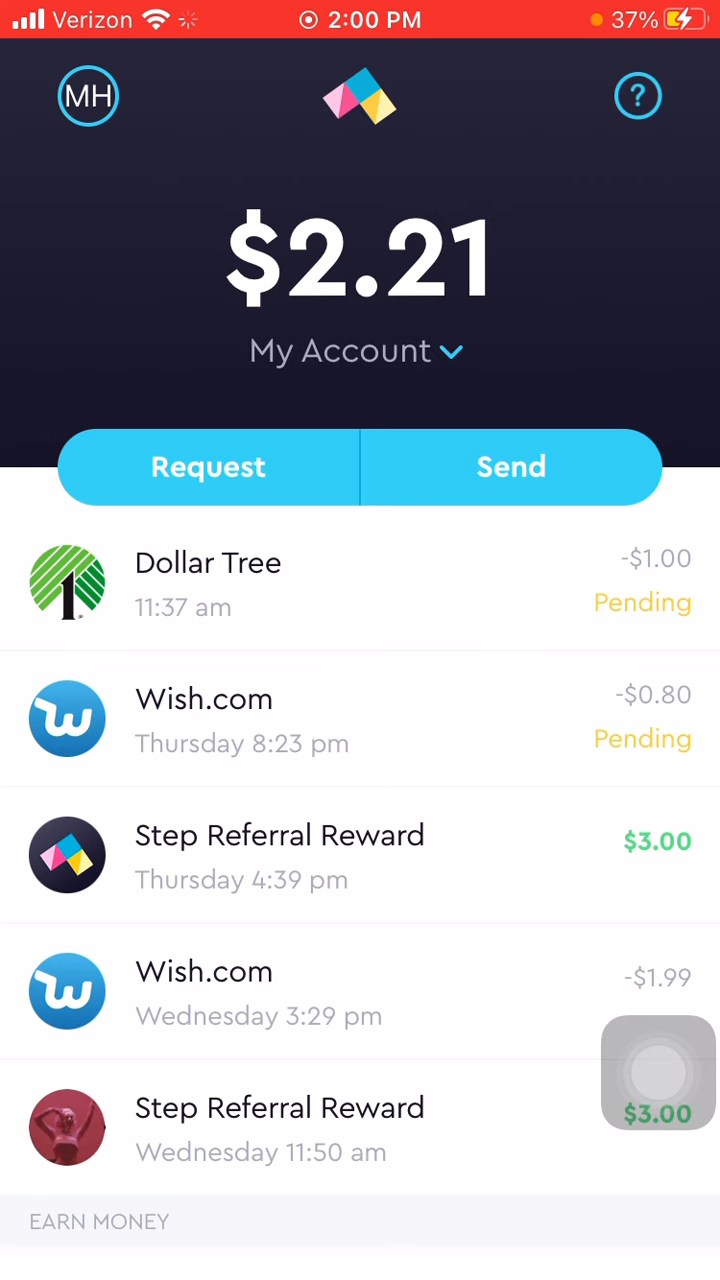 Verizon 2:00 PM 37%
MH ?
$2.21
My Account
Request Send
Dollar Tree -$1.00
11:37 am Pending
Wish.com -$0.80
Thursday 8:23 pm Pending
Step Referral Reward $3.00
Thursday 4:39 pm
Wish.com -$1.99
Wednesday 3:29 pm
Step Referral Reward $3.00
Wednesday 11:50 am
EARN MONEY